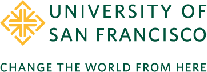 UNIVERSITY OF
SAN FRANCISCO
CHANGE THE WORLD FROM HERE